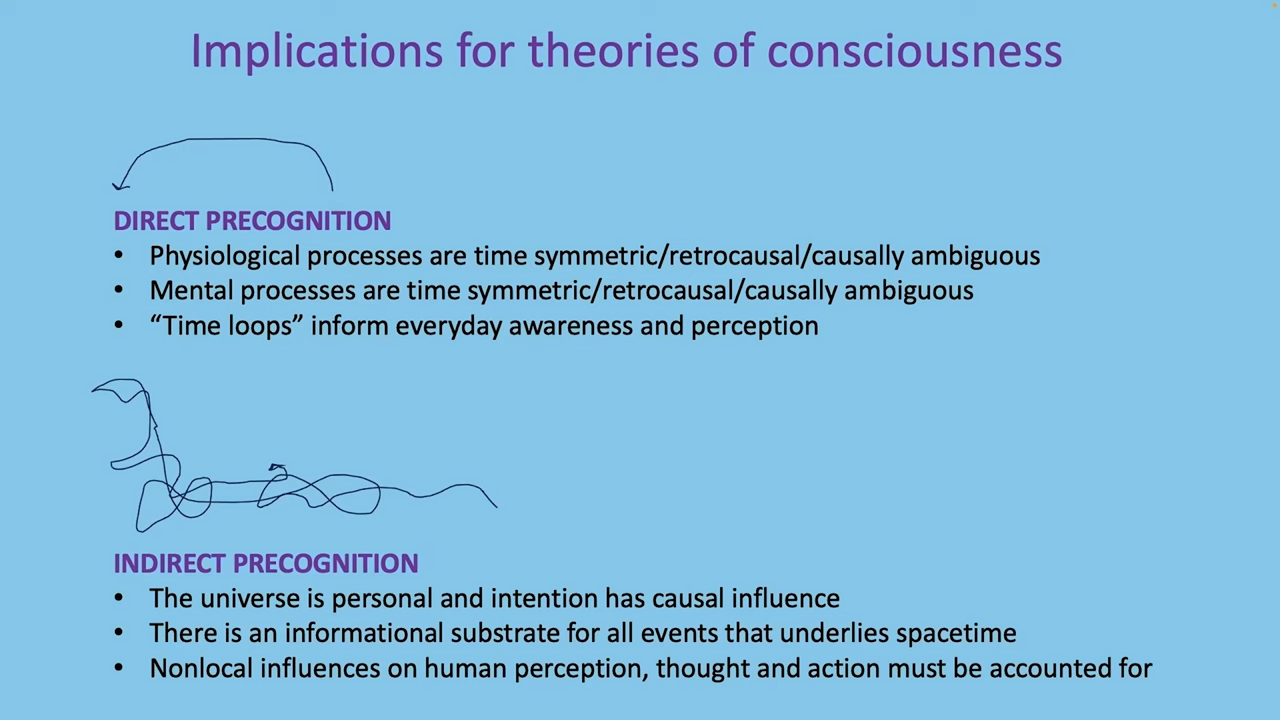 Implications for theories of consciousness
DIRECT PRECOGNITION
• Physiological processes are time symmetric/retrocausal/causally ambiguous
• Mental processes are time symmetric/retrocausal/causally ambiguous
• “Time loops” inform everyday awareness and perception
INDIRECT PRECOGNITION
• The universe is personal and intention has causal influence
• There is an informational substrate for all events that underlies spacetime
• Nonlocal influences on human perception, thought and action must be accounted for